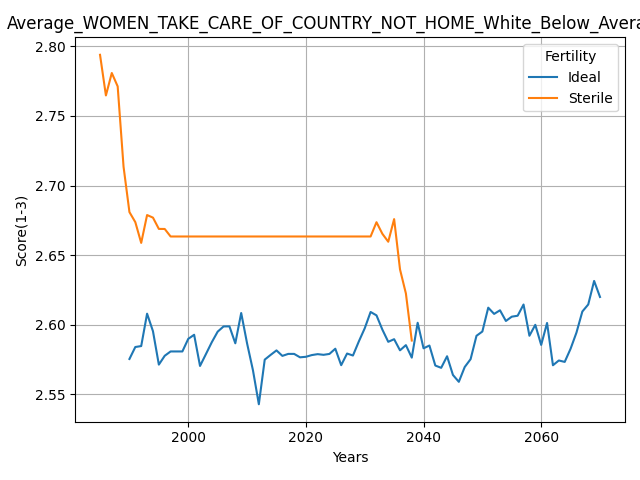 Average_WOMEN_TAKE_CARE_OF_COUNTRY_NOT_HOME_White_Below_Avera
Fertility
Ideal
Sterile
2.80
2.75
2.70
2.65
2.60
2.55
Score(1-3)
2000
2020
2040
2060
Years